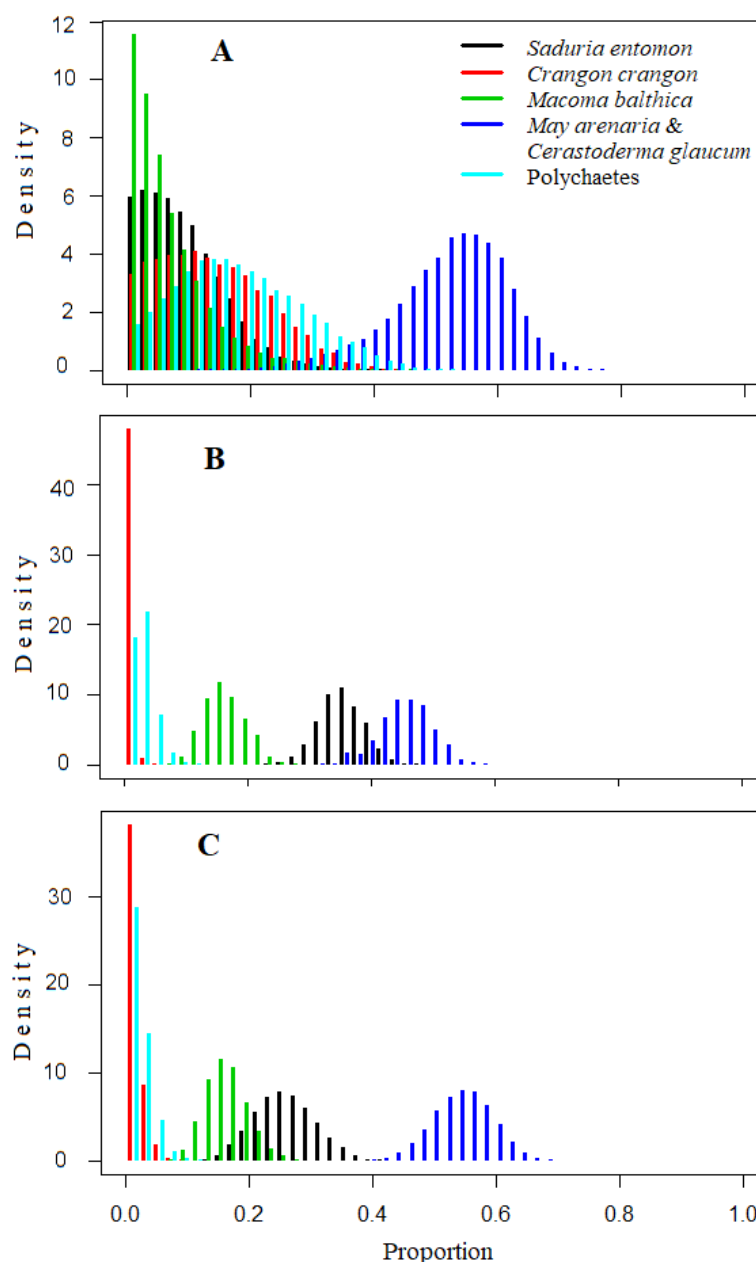 A
Saduria entomon
Crangon crangon
Macoma balthica
May arenaria &
Cerastoderma glaucum
Polychaetes
Density
12
10
8
6
4
2
0
B
Density
40
30
20
10
0
C
Density
30
20
10
0
0.0 0.2 0.4 0.6 0.8 1.0
Proportion